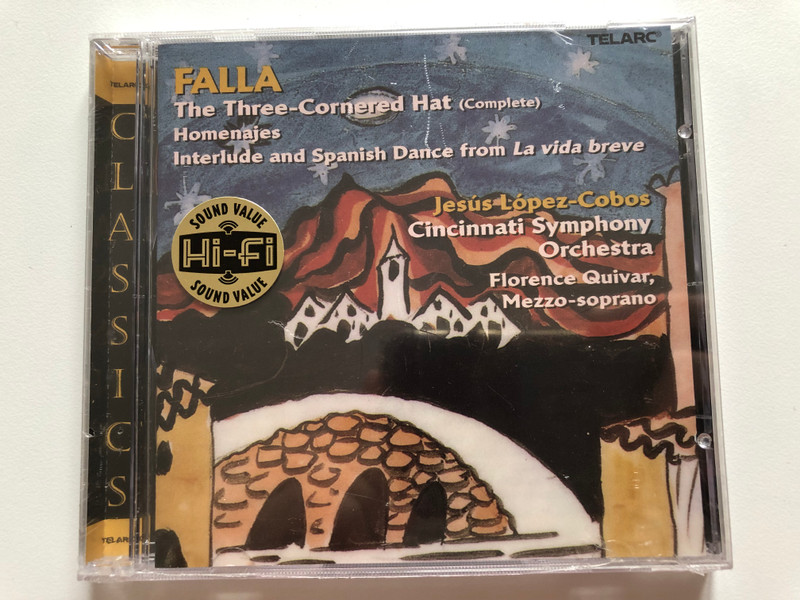 TELARC
TELARC
CLASSICS
TELARC
FALLA
The Three-Cornered Hat (Complete)
Homenajes
Interlude and Spanish Dance from La vida breve
Jesús López-Cobos
Cincinnati Symphony
Orchestra
Florence Quivar,
Mezzo-soprano
SOUND VALUE
Hi-Fi
SOUND VALUE